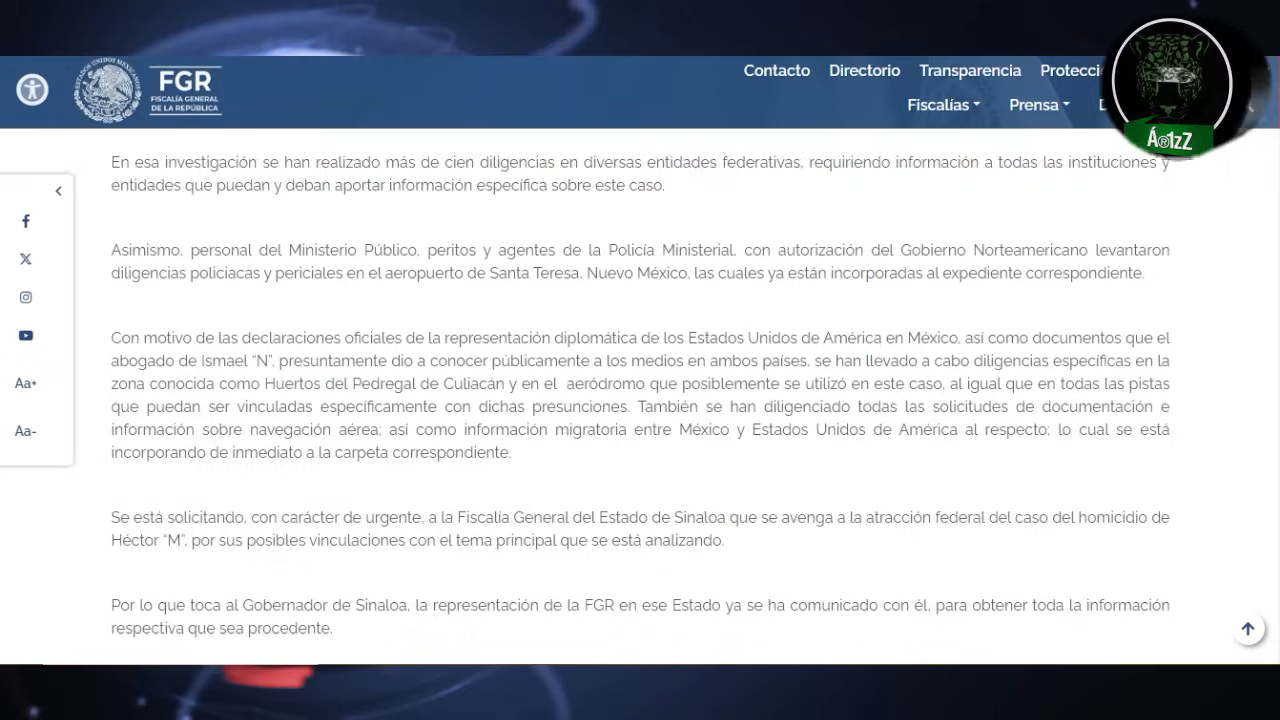 FGR
FISCALÍA GENERAL
DE LA REPÚBLICA
ESTADOS UNIDOS MEXICANOS
Contacto Directorio Transparencia
Fiscalías Prensa
Á®1zZ
En esa investigación se han realizado más de cien diligencias en diversas entidades federativas, requiriendo información a todas las instituciones y
entidades que puedan y deban aportar información específica sobre este caso.
Asimismo, personal del Ministerio Público, peritos y agentes de la Policía Ministerial, con autorización del Gobierno Norteamericano levantaron
diligencias policiacas y periciales en el aeropuerto de Santa Teresa, Nuevo México, las cuales ya están incorporadas al expediente correspondiente.
Con motivo de las declaraciones oficiales de la representación diplomática de los Estados Unidos de América en México, así como documentos que el
abogado de Ismael “N”, presuntamente dio a conocer públicamente a los medios en ambos países, se han llevado a cabo diligencias específicas en la
zona conocida como Huertos del Pedregal de Culiacán y en el aeródromo que posiblemente se utilizó en este caso, al igual que en todas las pistas
que puedan ser vinculadas específicamente con dichas presunciones. También se han diligenciado todas las solicitudes de documentación e
información sobre navegación aérea; así como información migratoria entre México y Estados Unidos de América al respecto; lo cual se está
incorporando de inmediato a la carpeta correspondiente.
Se está solicitando, con carácter de urgente, a la Fiscalía General del Estado de Sinaloa que se avenga a la atracción federal del caso del homicidio de
Héctor “M”, por sus posibles vinculaciones con el tema principal que se está analizando.
Por lo que toca al Gobernador de Sinaloa, la representación de la FGR en ese Estado ya se ha comunicado con él, para obtener toda la información
respectiva que sea procedente.
Aa+
Aa-